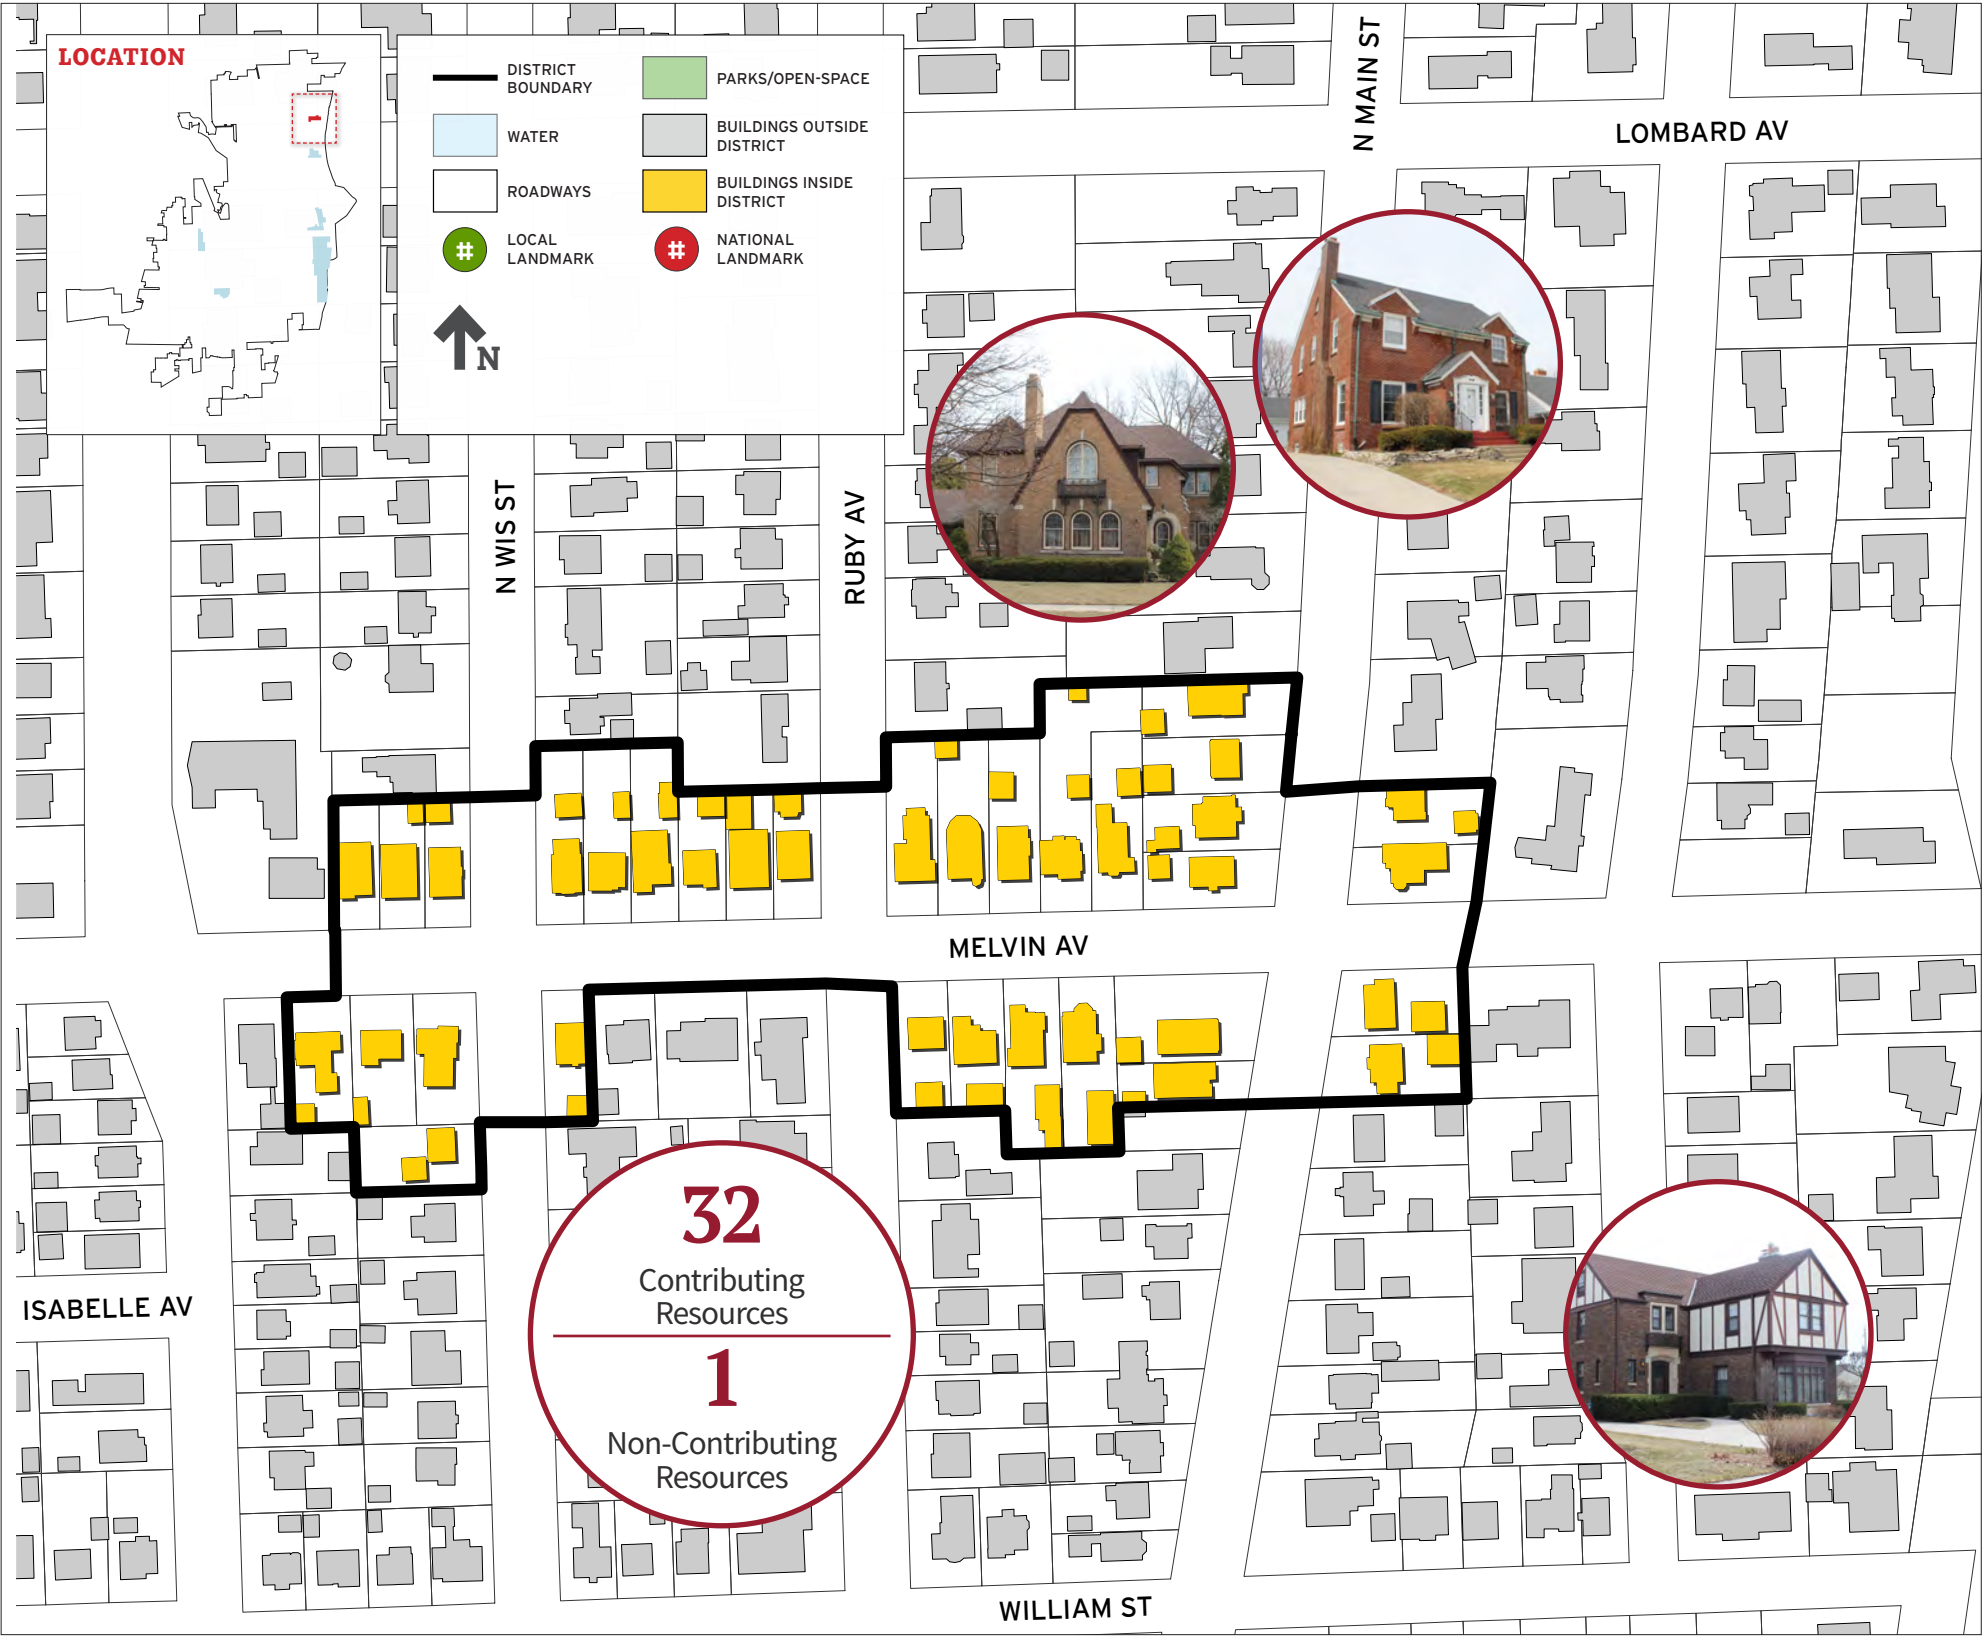 LOCATION
DISTRICT
BOUNDARY
PARKS/OPEN-SPACE
WATER
BUILDINGS OUTSIDE
DISTRICT
ROADWAYS
BUILDINGS INSIDE
DISTRICT
#
LOCAL
LANDMARK
#
NATIONAL
LANDMARK
N
N MAIN ST
LOMBARD AV
N WIS ST
RUBY AV
MELVIN AV
ISABELLE AV
32
Contributing
Resources
1
Non-Contributing
Resources
WILLIAM ST